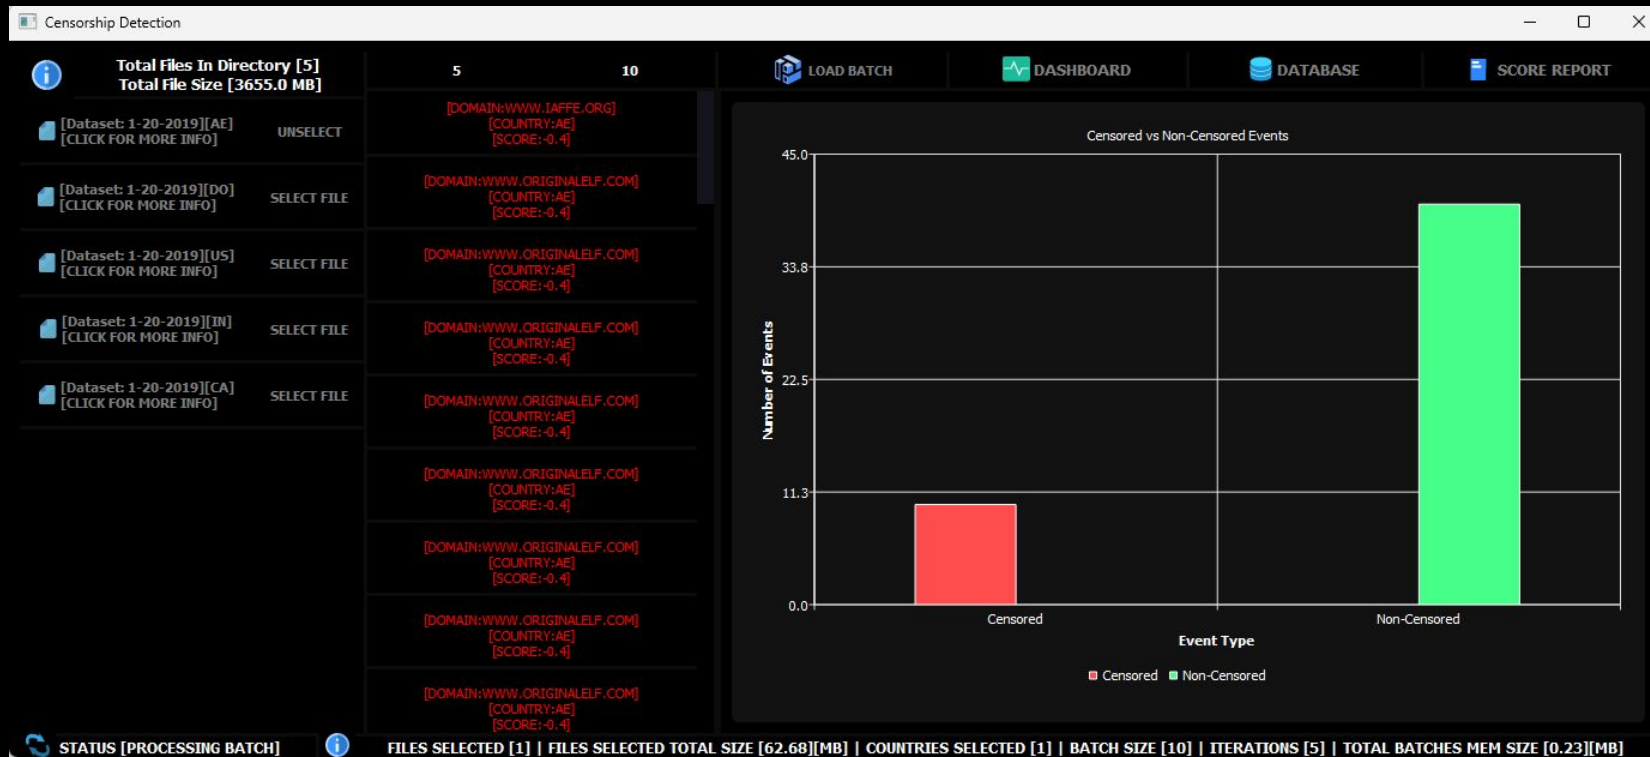 Censorship Detection
Total Files In Directory [5]
Total File Size [3655.0 MB]
5 10
LOAD BATCH
DASHBOARD
DATABASE
SCORE REPORT
[Dataset: 1-20-2019][AE]
[CLICK FOR MORE INFO]
UNSELECT
[Dataset: 1-20-2019][DO]
[CLICK FOR MORE INFO]
SELECT FILE
[Dataset: 1-20-2019][US]
[CLICK FOR MORE INFO]
SELECT FILE
[Dataset: 1-20-2019][IN]
[CLICK FOR MORE INFO]
SELECT FILE
[Dataset: 1-20-2019][CA]
[CLICK FOR MORE INFO]
SELECT FILE
[DOMAIN:WWW.IAFFE.ORG]
[COUNTRY:AE]
[SCORE:-0.4]
[DOMAIN:WWW.ORIGINALELF.COM]
[COUNTRY:AE]
[SCORE:-0.4]
[DOMAIN:WWW.ORIGINALELF.COM]
[COUNTRY:AE]
[SCORE:-0.4]
[DOMAIN:WWW.ORIGINALELF.COM]
[COUNTRY:AE]
[SCORE:-0.4]
[DOMAIN:WWW.ORIGINALELF.COM]
[COUNTRY:AE]
[SCORE:-0.4]
[DOMAIN:WWW.ORIGINALELF.COM]
[COUNTRY:AE]
[SCORE:-0.4]
[DOMAIN:WWW.ORIGINALELF.COM]
[COUNTRY:AE]
[SCORE:-0.4]
[DOMAIN:WWW.ORIGINALELF.COM]
[COUNTRY:AE]
[SCORE:-0.4]
[DOMAIN:WWW.ORIGINALELF.COM]
[COUNTRY:AE]
[SCORE:-0.4]
Censored vs Non-Censored Events
45.0
33.8
22.5
11.3
0.0
Number of Events
Censored
Non-Censored
Event Type
Censored
Non-Censored
STATUS [PROCESSING BATCH]
FILES SELECTED [1] | FILES SELECTED TOTAL SIZE [62.68][MB] | COUNTRIES SELECTED [1] | BATCH SIZE [10] | ITERATIONS [5] | TOTAL BATCHES MEM SIZE [0.23][MB]